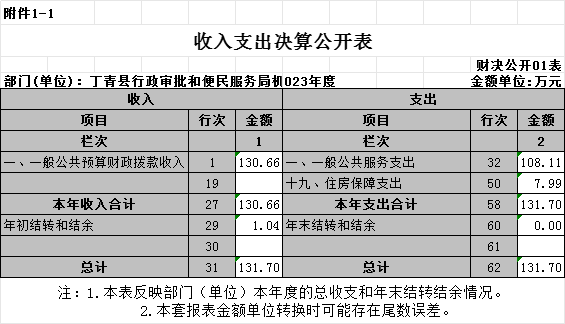 附件1-1
收入支出决算公开表
财决公开01表
部门(单位): 丁青县行政审批和便民服务局机023年度 金额单位:万元
收入 支出
项目 行次 金额 项目 行次 金额
栏次 1 栏次 2
一、一般公共预算财政拨款收入 1 130.66 一、一般公共服务支出 32 108.11
19 十九、住房保障支出 50 7.99
本年收入合计 27 130.66 本年支出合计 58 131.70
年初结转和结余 29 1.04 年末结转和结余 60 0.00
30 61
总计 31 131.70 总计 62 131.70
注：1.本表反映部门（单位）本年度的总收支和年末结转结余情况。
2.本套报表金额单位转换时可能存在尾数误差。